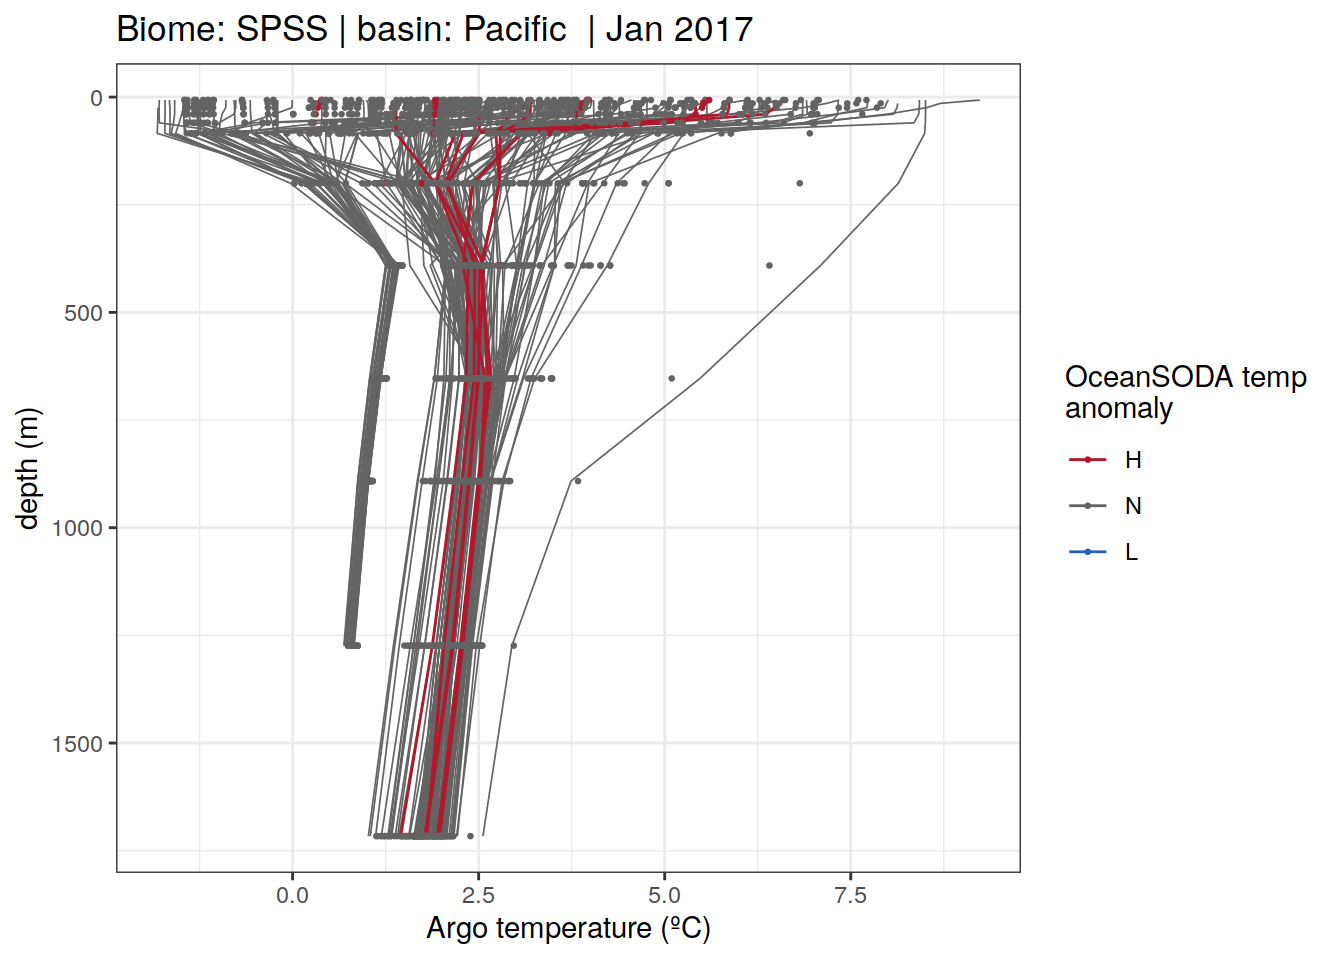 Biome: SPSS | basin: Pacific  | Jan 2017
0
500
1000
1500
depth (m)
0.0
2.5
5.0
7.5
Argo temperature (ºC)
OceanSODA temp
anomaly
H
N
L